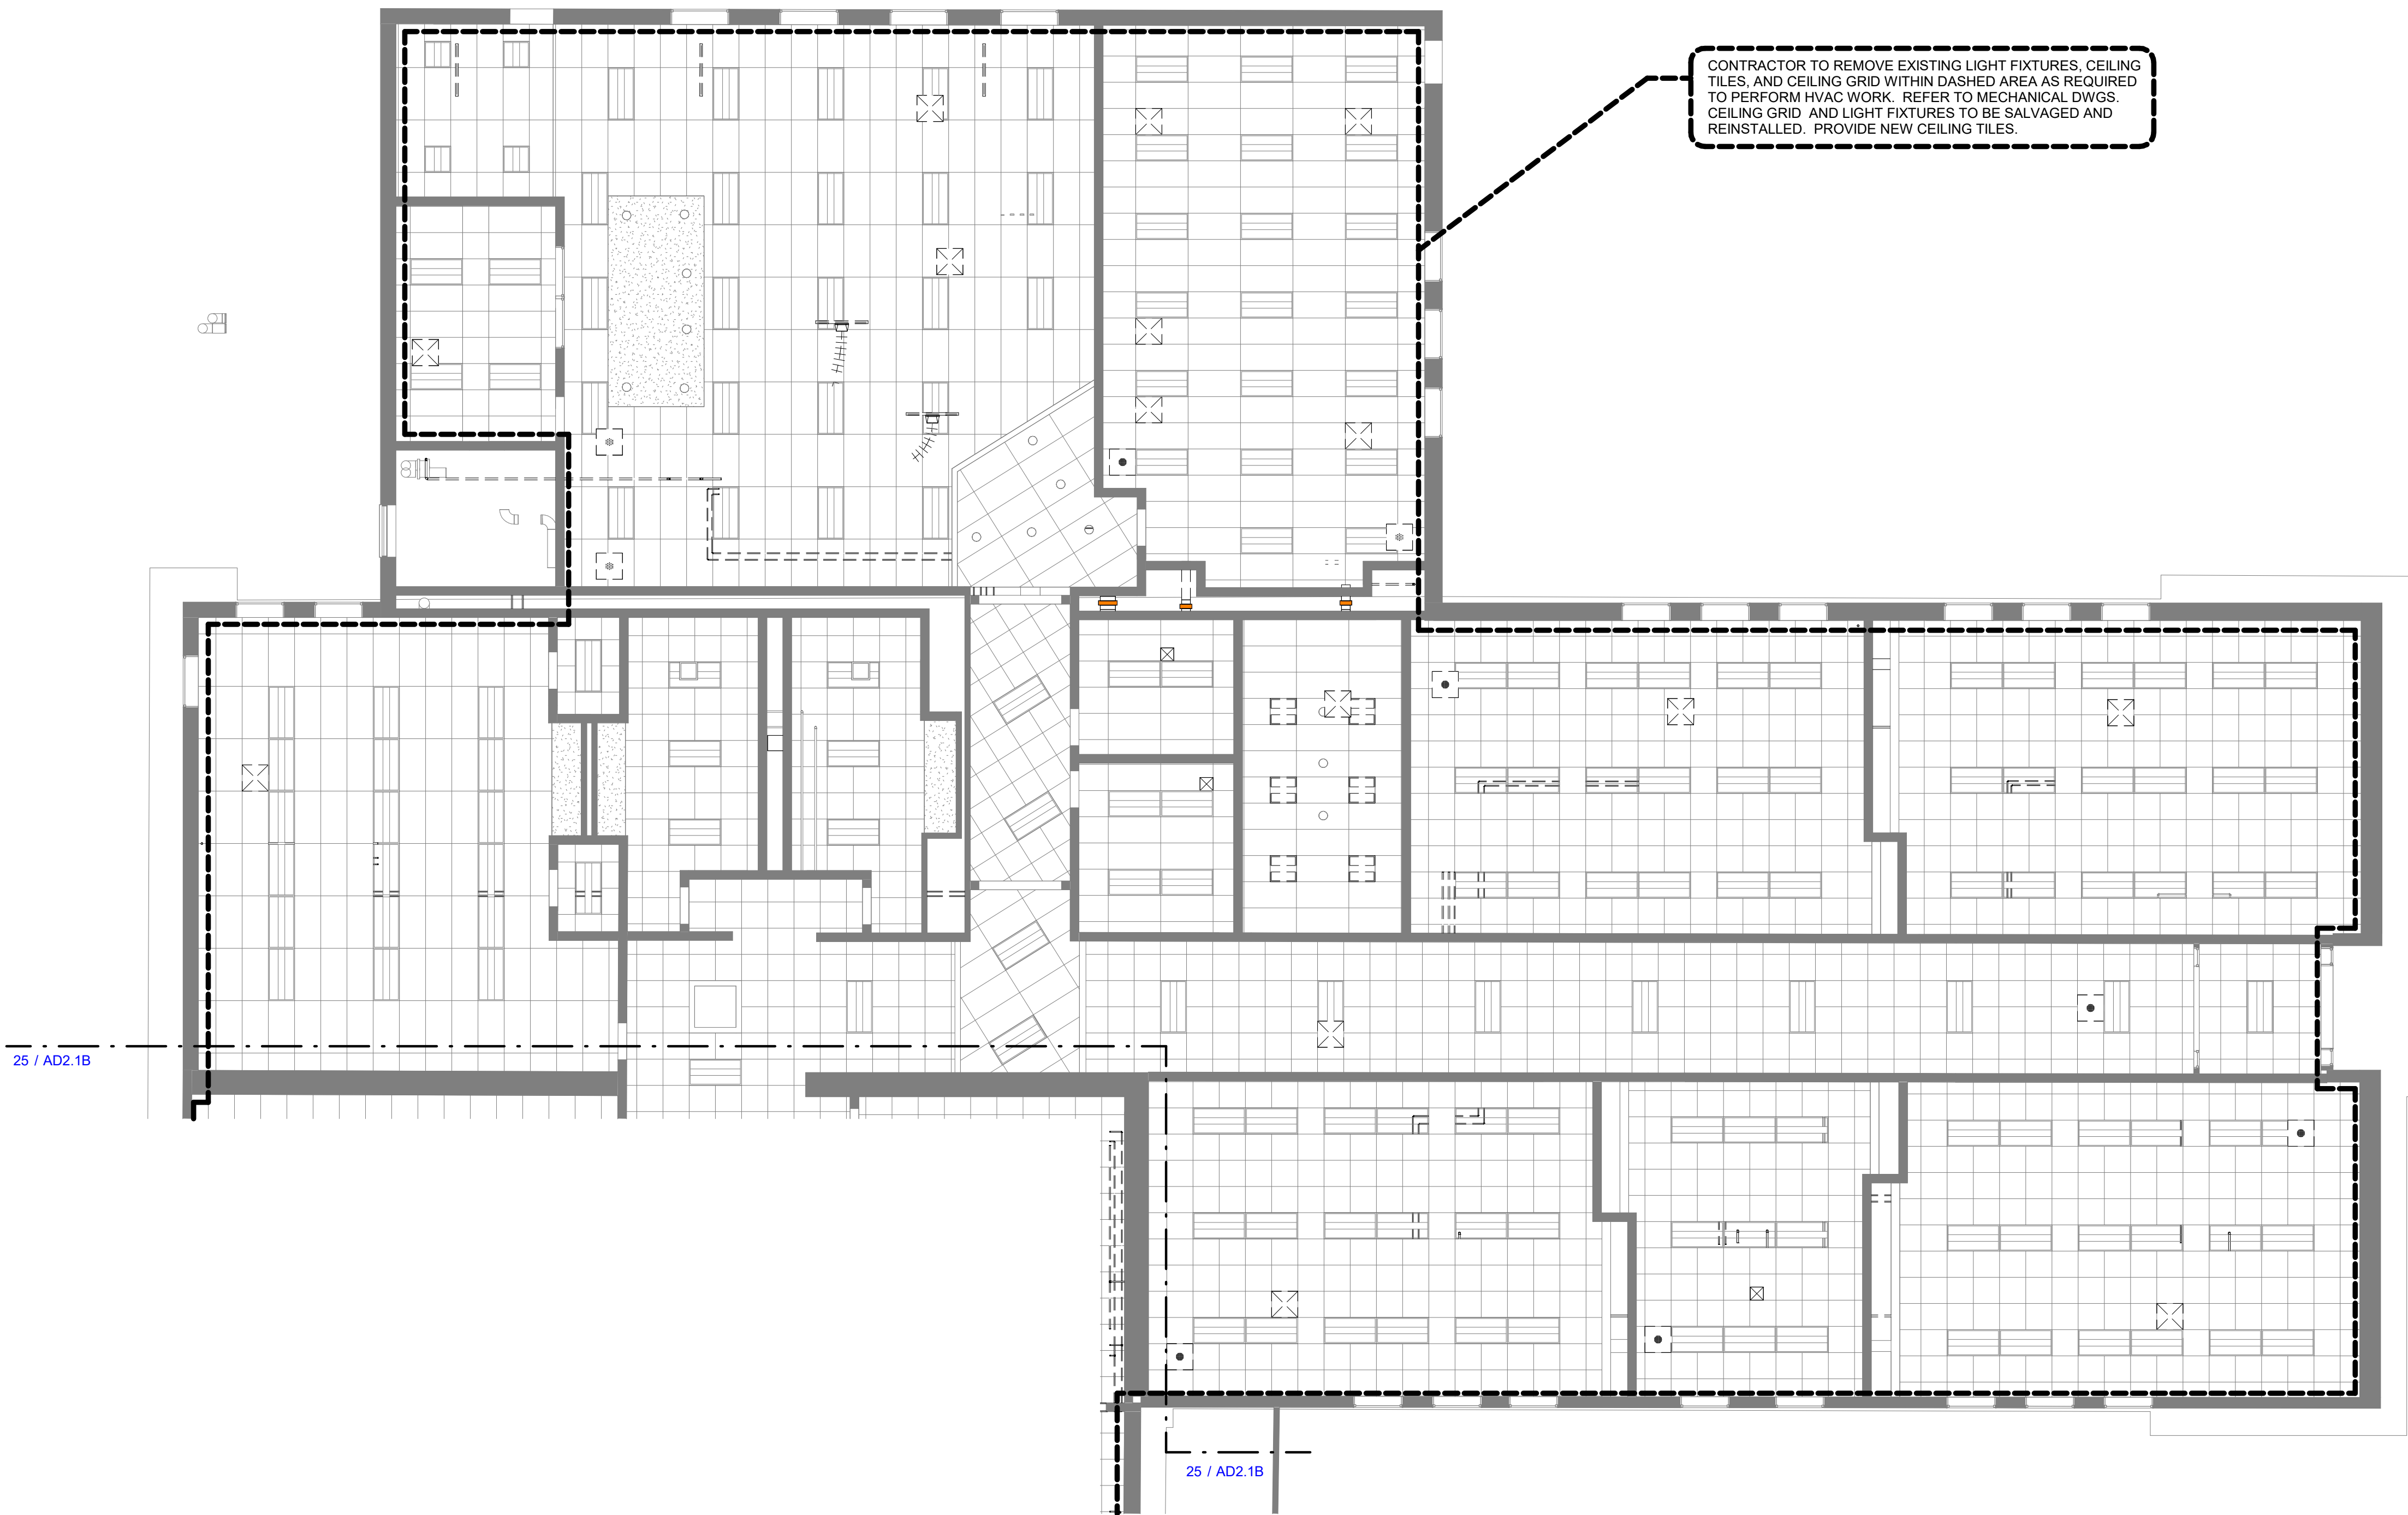 CONTRACTOR TO REMOVE EXISTING LIGHT FIXTURES, CEILING
TILES, AND CEILING GRID WITHIN DASHED AREA AS REQUIRED
TO PERFORM HVAC WORK. REFER TO MECHANICAL DWGS.
CEILING GRID AND LIGHT FIXTURES TO BE SALVAGED AND
REINSTALLED. PROVIDE NEW CEILING TILES.
25 / AD2.1B
25 / AD2.1B